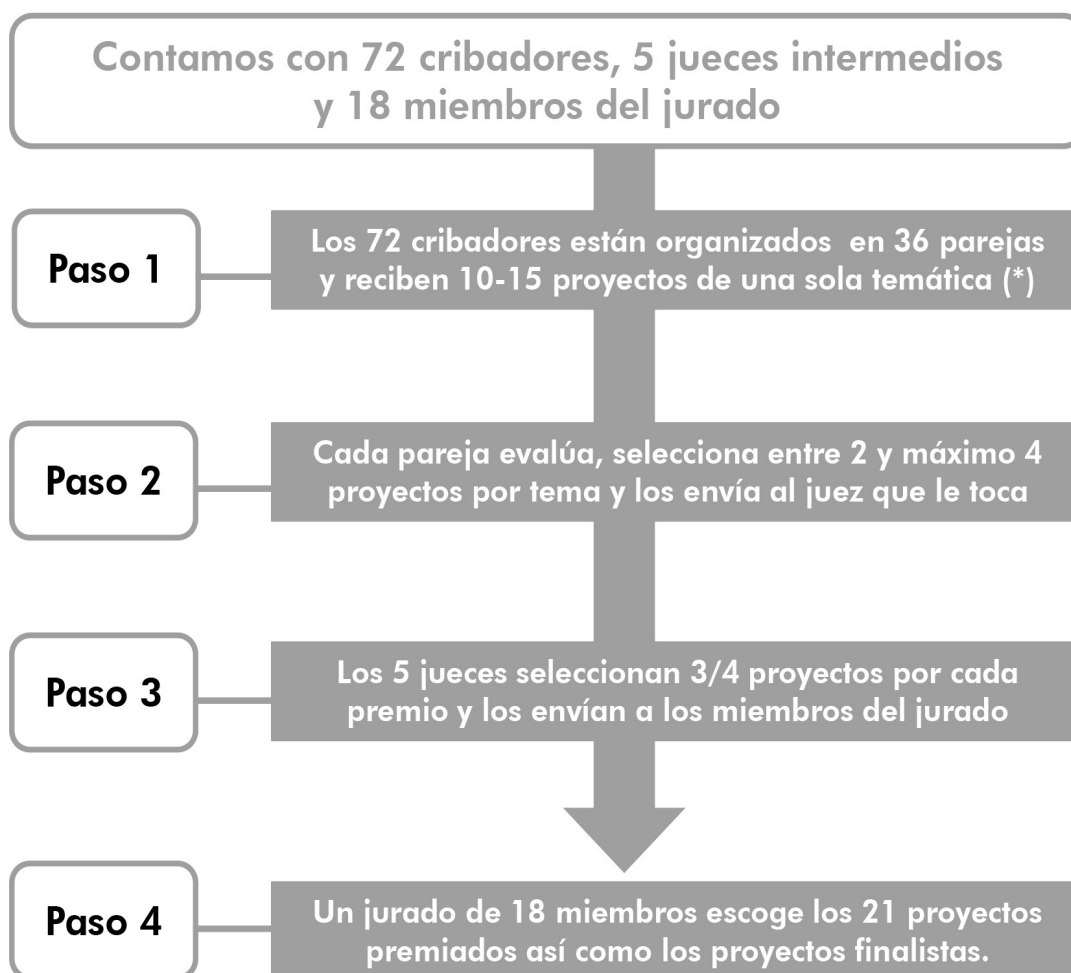 Contamos con 72 cribadores, 5 jueces intermedios
y 18 miembros del jurado
Paso 1
Los 72 cribadores están organizados en 36 parejas
y reciben 10-15 proyectos de una sola temática (*)
Paso 2
Cada pareja evalúa, selecciona entre 2 y máximo 4
proyectos por tema y los envía al juez que le toca
Paso 3
Los 5 jueces seleccionan 3/4 proyectos por cada
premio y los envían a los miembros del jurado
Paso 4
Un jurado de 18 miembros escoge los 21 proyectos
premiados así como los proyectos finalistas.